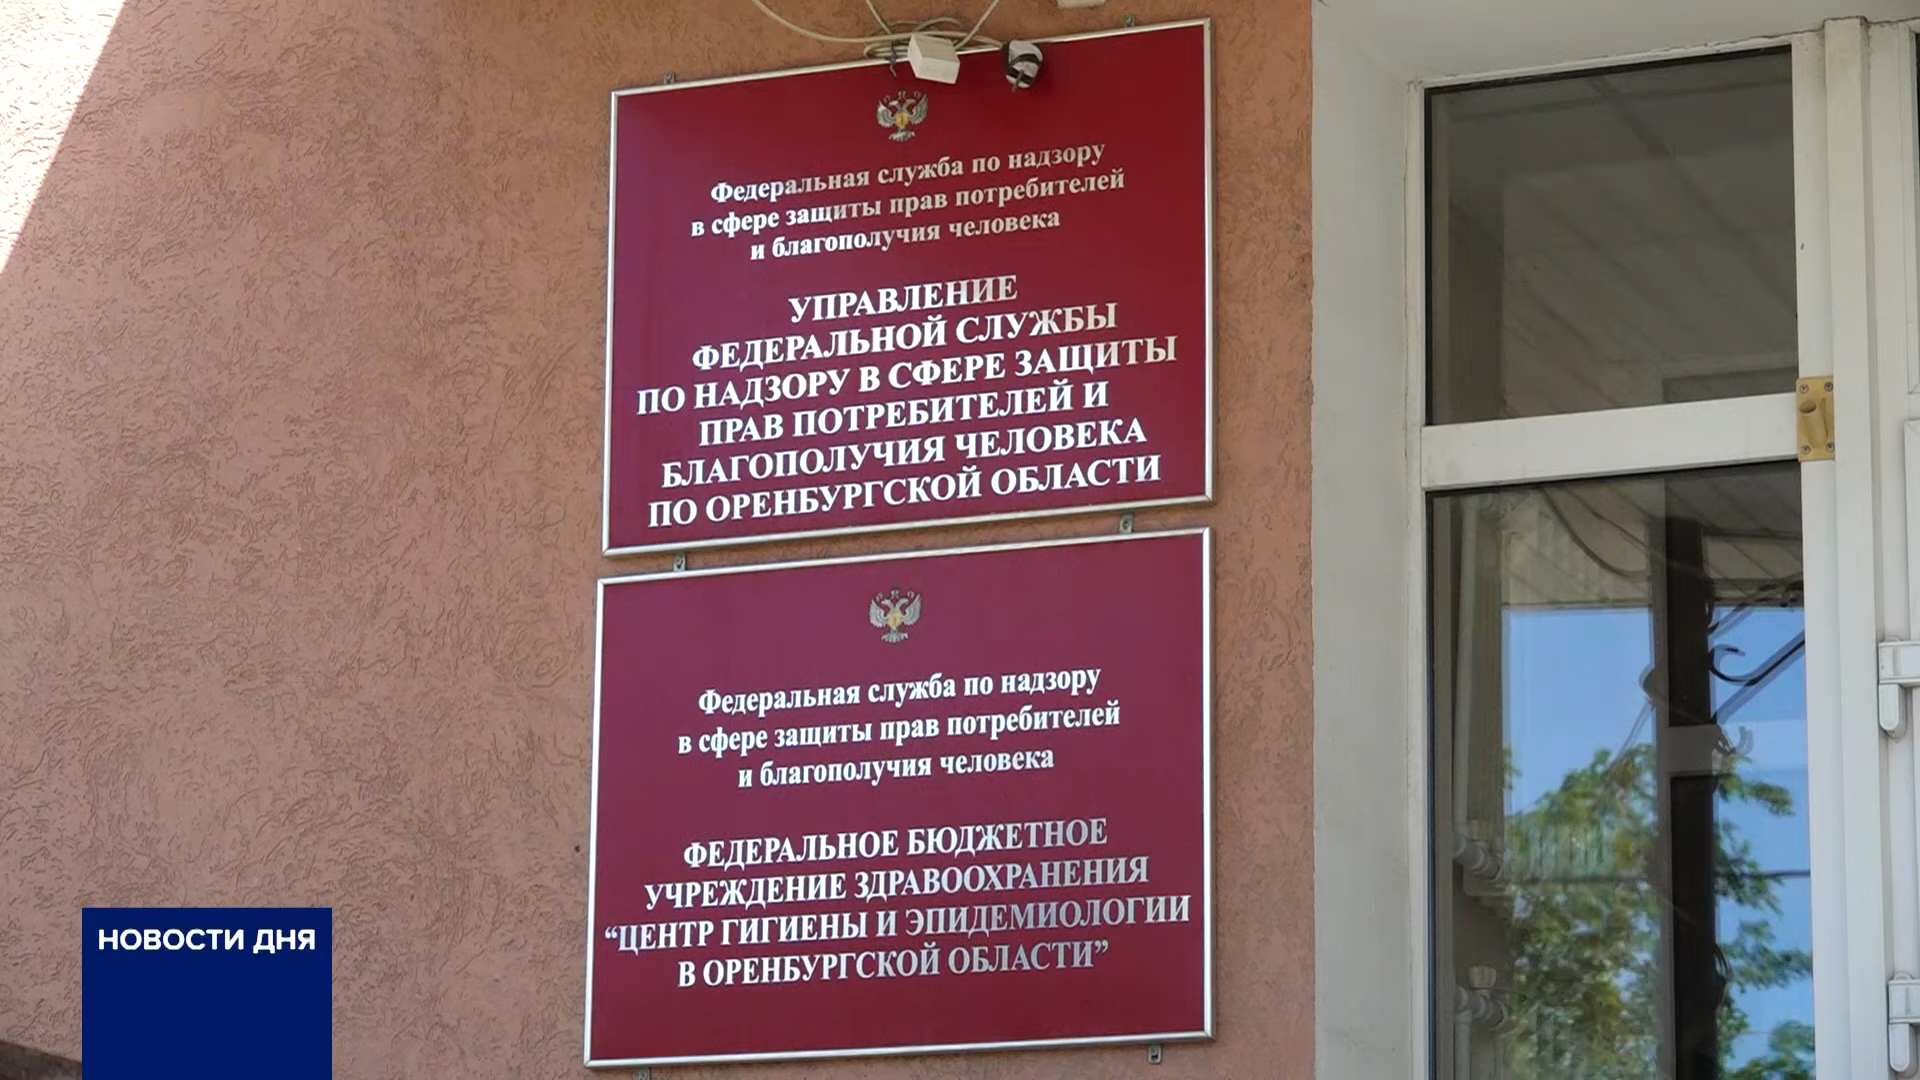 Федеральная служба по надзору
в сфере защиты прав потребителей
и благополучия человека
УПРАВЛЕНИЕ
ФЕДЕРАЛЬНОЙ СЛУЖБЫ
ПО НАДЗОРУ В СФЕРЕ ЗАЩИТЫ
ПРАВ ПОТРЕБИТЕЛЕЙ И
БЛАГОПОЛУЧИЯ ЧЕЛОВЕКА
ПО ОРЕНБУРГСКОЙ ОБЛАСТИ
Федеральная служба по надзору
в сфере защиты прав потребителей
и благополучия человека
ФЕДЕРАЛЬНОЕ БЮДЖЕТНОЕ
УЧРЕЖДЕНИЕ ЗДРАВООХРАНЕНИЯ
“ЦЕНТР ГИГИЕНЫ И ЭПИДЕМИОЛОГИИ
В ОРЕНБУРГСКОЙ ОБЛАСТИ”
НОВОСТИ ДНЯ